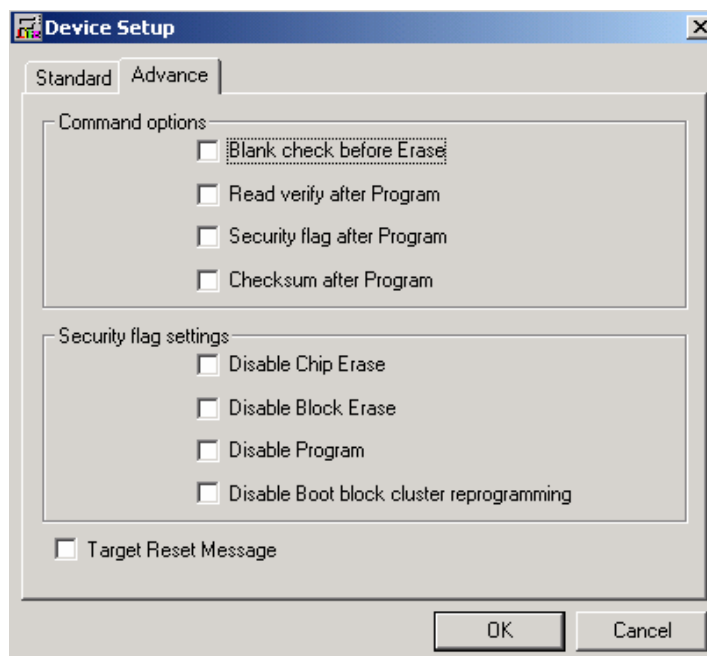 Device Setup
Standard Advance
Command options
Blank check before Erase
Read verify after Program
Security flag after Program
Checksum after Program
Security flag settings
Disable Chip Erase
Disable Block Erase
Disable Program
Disable Boot block cluster reprogramming
Target Reset Message
OK Cancel